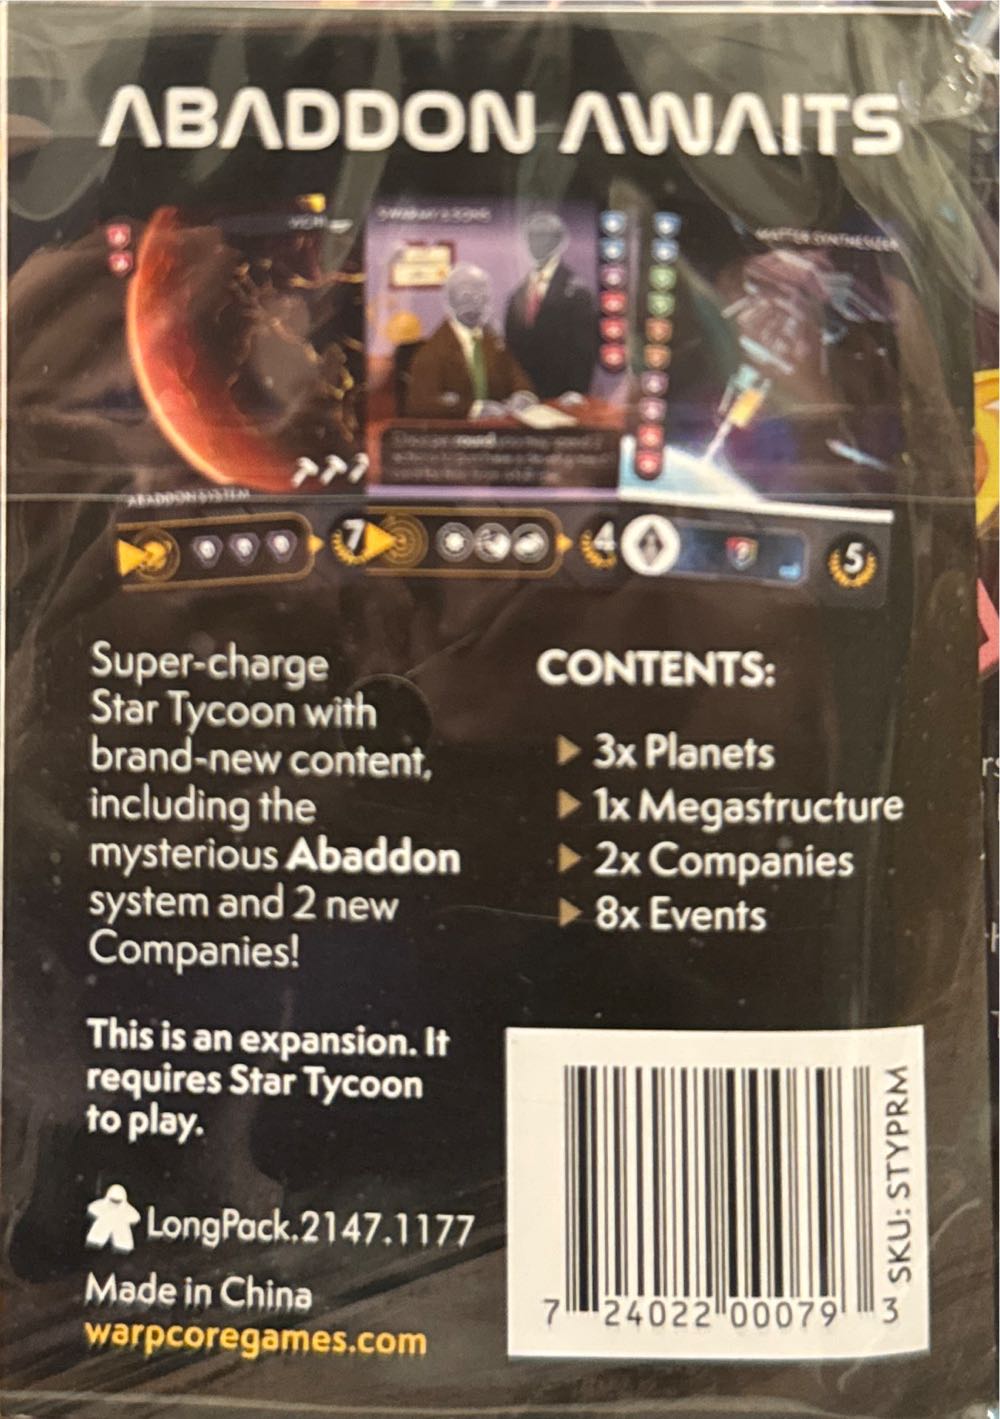 ABADDON AWAITS
MATTER SYNTHESIZER
ABADDON SYSTEM
7
4
5
Super-charge
Star Tycoon with
brand-new content,
including the
mysterious Abaddon
system and 2 new
Companies!
This is an expansion. It
requires Star Tycoon
to play.
LongPack.2147.1177
Made in China
warpcoregames.com
CONTENTS:
3x Planets
1x Megastructure
2x Companies
8x Events
SKU: STYPRM
7 24022 00079 3